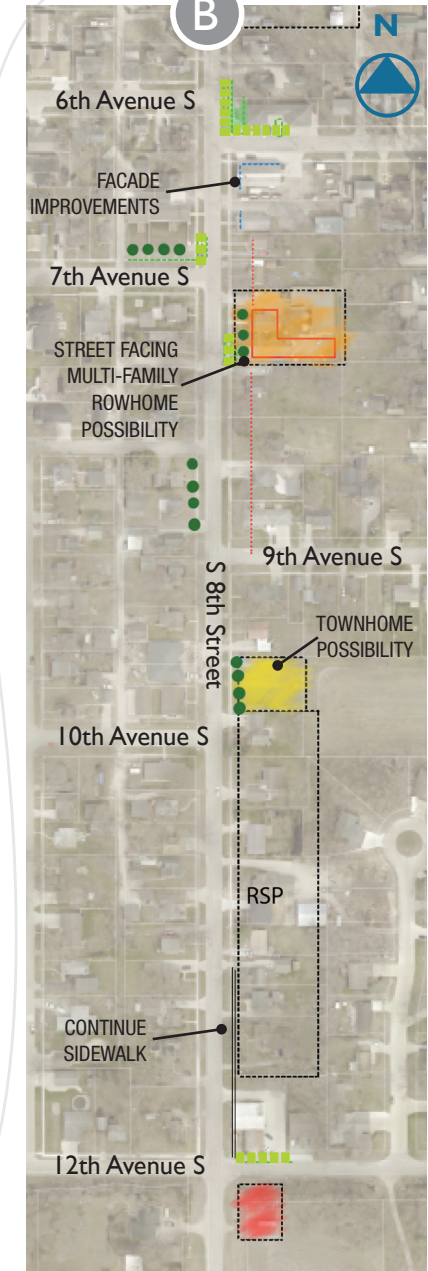 B
N
6th Avenue S
FACADE
IMPROVEMENTS
7th Avenue S
STREET FACING
MULTI-FAMILY
ROWHOME
POSSIBILITY
9th Avenue S
S 8th Street
TOWNHOME
POSSIBILITY
10th Avenue S
RSP
CONTINUE
SIDEWALK
12th Avenue S